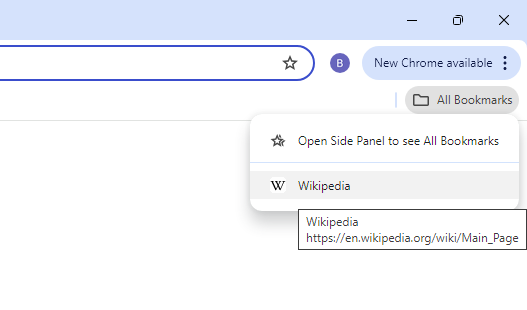 B
New Chrome available
All Bookmarks
Open Side Panel to see All Bookmarks
W Wikipedia
Wikipedia
https://en.wikipedia.org/wiki/Main_Page